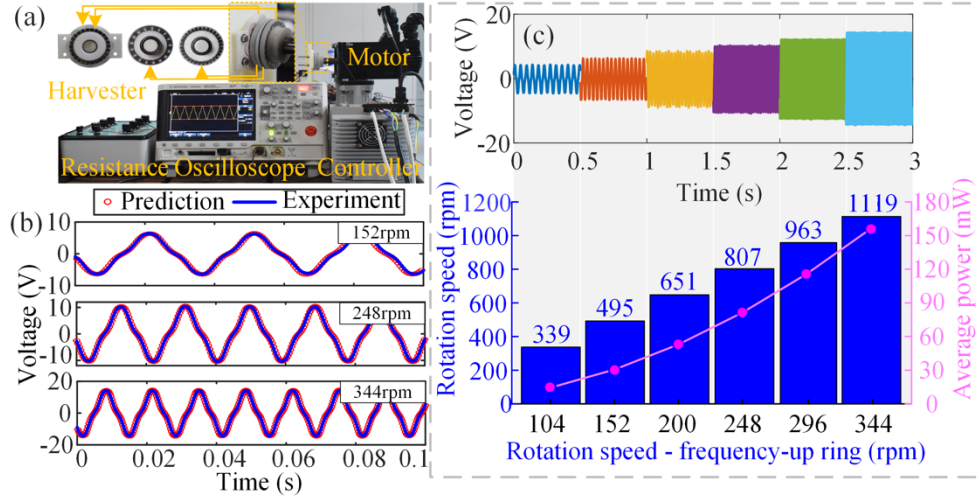 (a)
Motor
Harvester
Resistance Oscilloscope Controller
Prediction Experiment
(b)
Voltage (V)
10
0
-10
152rpm
10
0
-10
248rpm
20
0
-20
344rpm
0 0.02 0.04 0.06 0.08 0.1
Time (s)
(c)
Voltage (V)
20
0
-20
0 0.5 1 1.5 2 2.5 3
Time (s)
Rotation speed (rpm)
1200
1000
800
600
400
200
0
339 495 651 807 963 1119
180
150
120
90
60
30
0
Average power (mW)
104 152 200 248 296 344
Rotation speed - frequency-up ring (rpm)